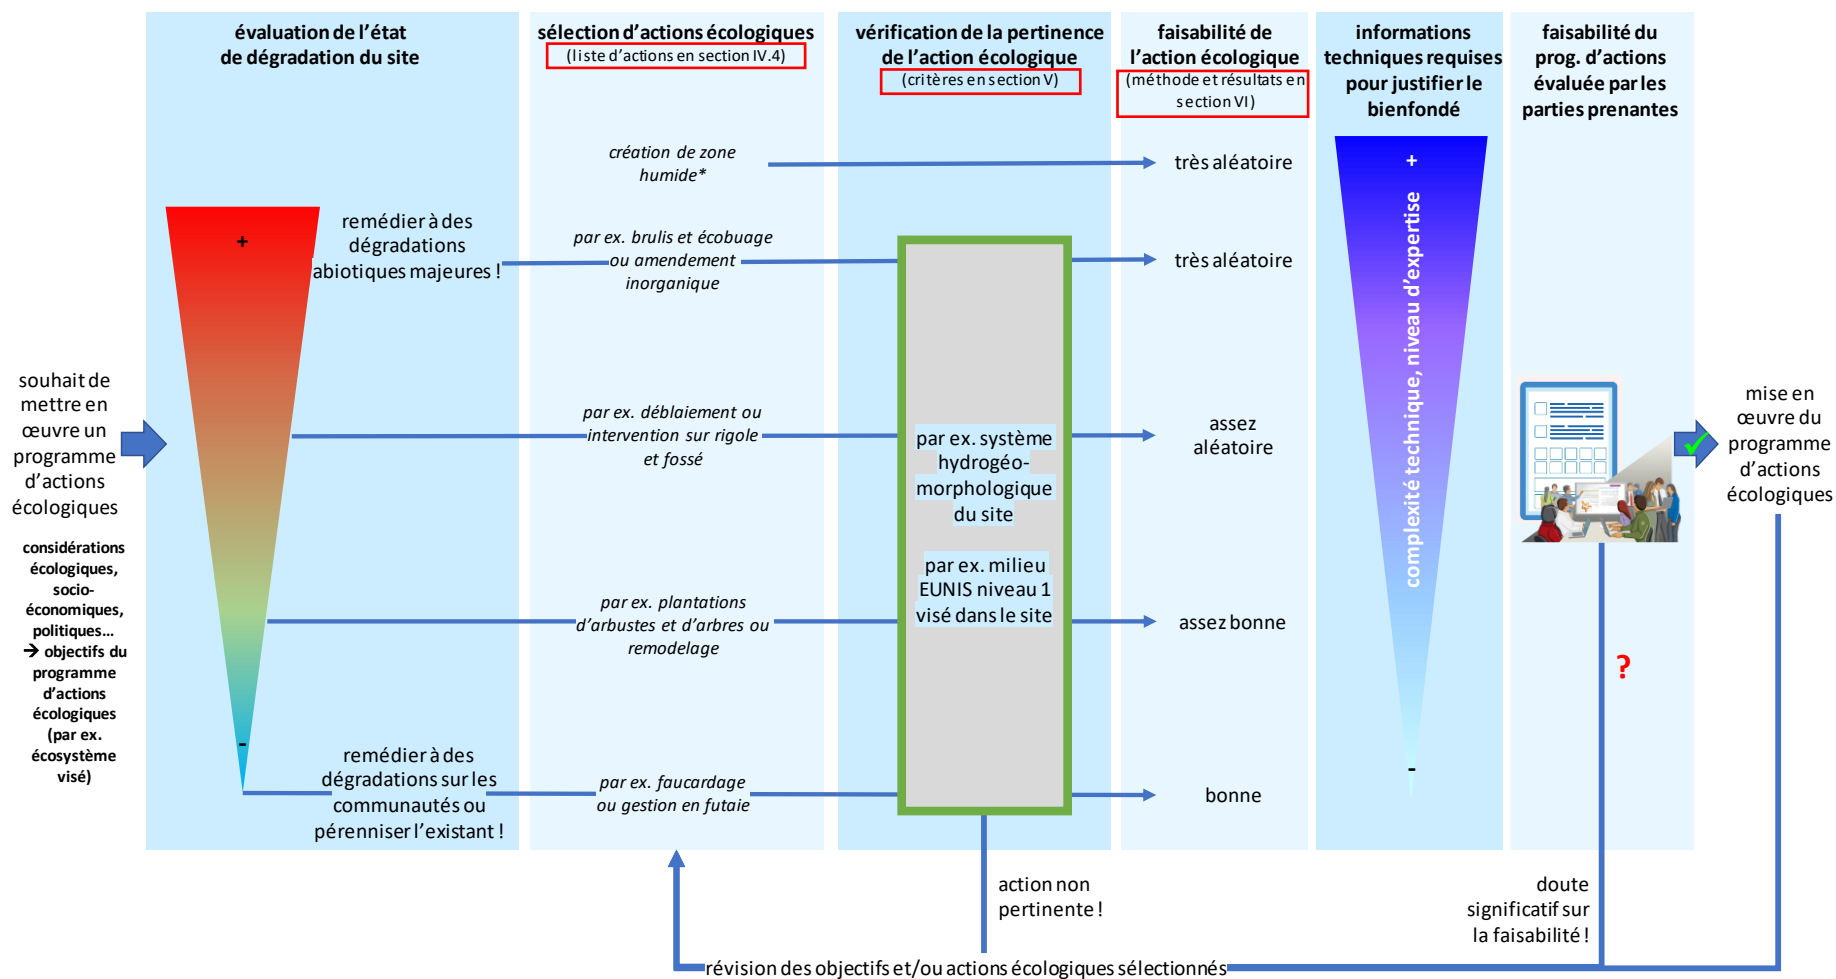 évaluation de l'état
de dégradation du site
sélection d'actions écologiques
(liste d'actions en section IV.4)
vérification de la pertinence
de l'action écologique
(critères en section V)
faisabilité de
l'action écologique
(méthode et résultats en
section VI)
informations
techniques requises
pour justifier le
bienfondé
faisabilité du
prog. d'actions
évaluée par les
parties prenantes
création de zone
humide*
très aléatoire
+
remédier à des
dégradations
abiotiques majeures !
par ex. brulis et écobuage
ou amendement
inorganique
très aléatoire
+
complexité technique, niveau d'expertise
-
souhait de
mettre en
œuvre un
programme
d'actions
écologiques
considérations
écologiques,
socio-
économiques,
politiques...
→ objectifs du
programme
d'actions
écologiques
(par ex.
écosystème
visé)
par ex. déblaiement ou
intervention sur rigole
et fossé
par ex. système
hydrogéo-
morphologique
du site
par ex. milieu
EUNIS niveau 1
visé dans le site
assez
aléatoire
mise en
œuvre du
programme
d'actions
écologiques
par ex. plantations
d'arbustes et d'arbres ou
remodelage
assez bonne
?
-
remédier à des
dégradations sur les
communautés ou
pérenniser l'existant !
par ex. faucardage
ou gestion en futaie
bonne
action non
pertinente !
doute
significatif sur
la faisabilité !
révision des objectifs et/ou actions écologiques sélectionnés